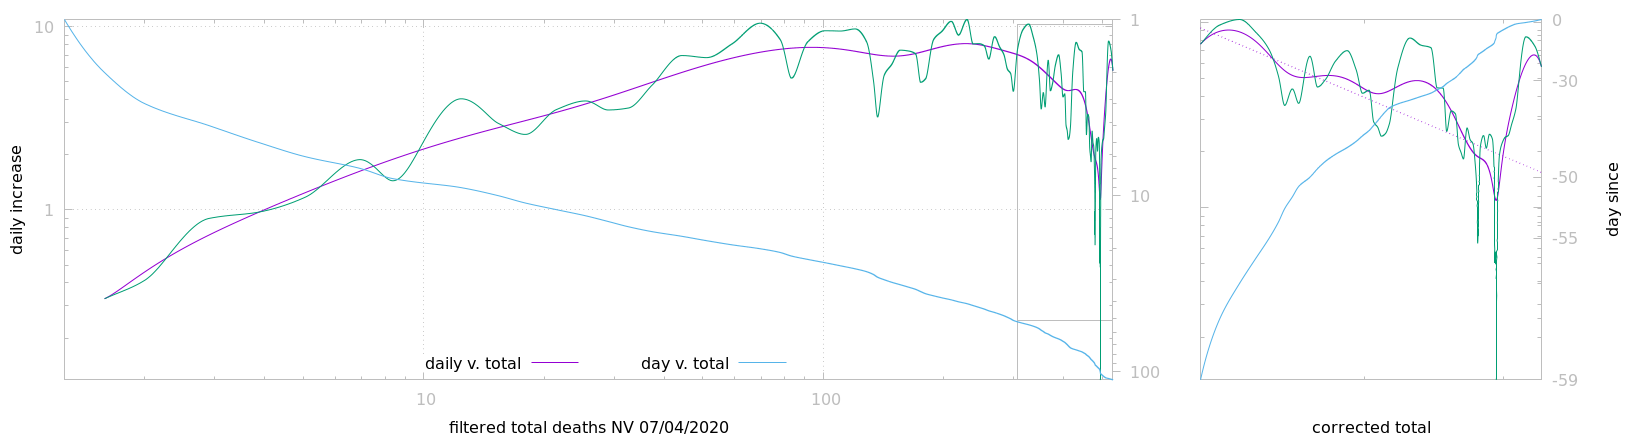 10
1
daily increase
1
10
100
daily v. total
day v. total
10
100
filtered total deaths NV 07/04/2020
0
-30
-50
-55
-59
day since
corrected total